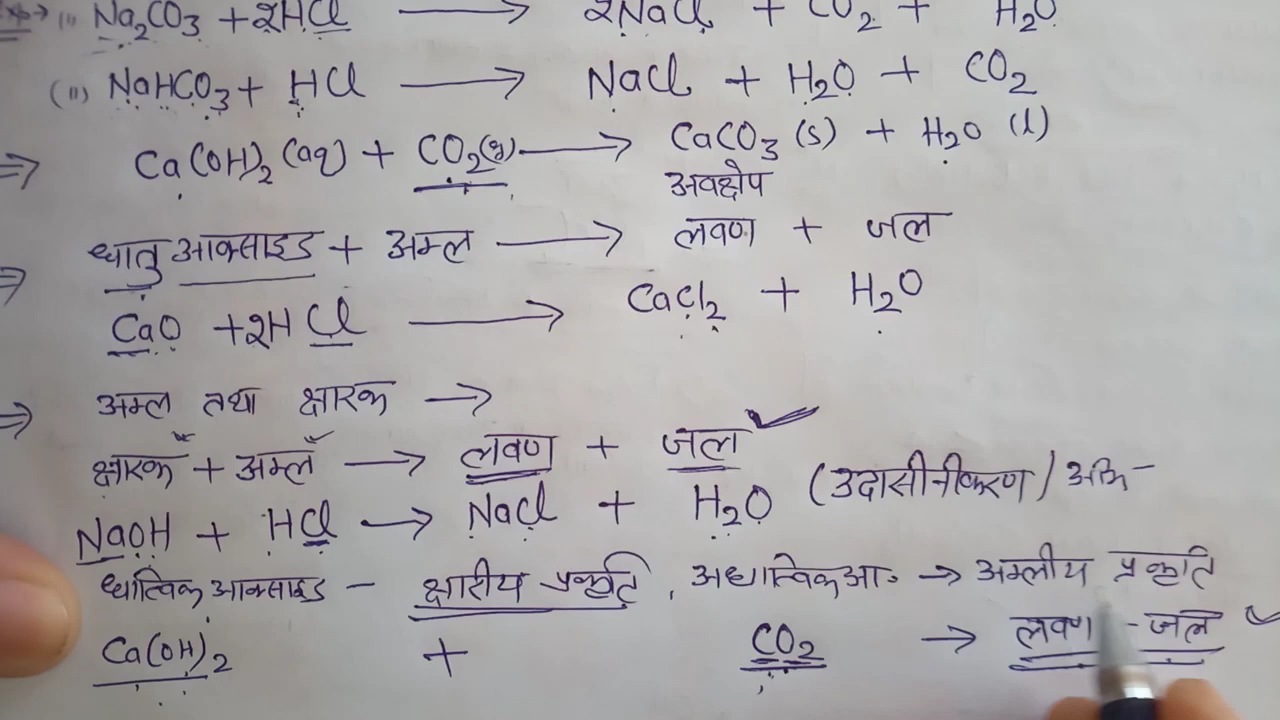 (i) Na2CO3 + 2HCl ⟶ 2NaCl + CO2 + H2O
(ii) NaHCO3 + HCl ⟶ NaCl + H2O + CO2
⇒ Ca(OH)2 (aq) + CO2(g) ⟶ CaCO3 (s) + H2O (l)
अवक्षेप
⇒ धातु आक्साइड + अम्ल ⟶ लवण + जल
CaO + 2HCl ⟶ CaCl2 + H2O
⇒ अम्ल तथा क्षारक ⟶
क्षारक + अम्ल ⟶ लवण + जल
NaOH + HCl ⟶ NaCl + H2O (उदासीनीकरण) अभि-
धात्विक आक्साइड - क्षारीय प्रकृति, अधात्विक आ. → अम्लीय प्रकृति
Ca(OH)2 + CO2 → लवण - जल